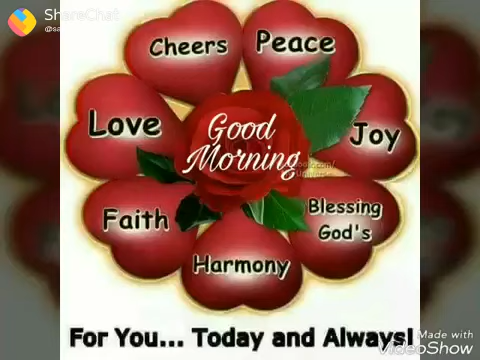 ShareChat
Cheers
Peace
Love
Good
Morning
Joy
Faith
Blessing
God's
Harmony
For You... Today and Always!
Made with
VideoShow